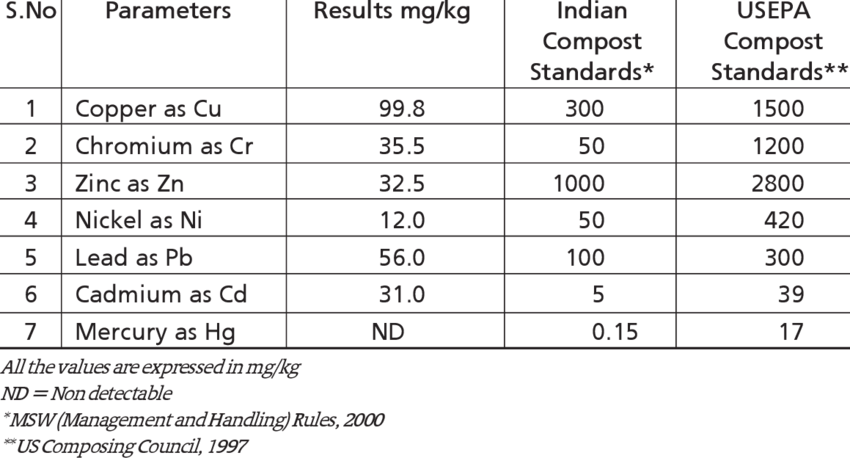 S.No Parameters Results mg/kg Indian USEPA
Compost Compost
Standards* Standards**
1 Copper as Cu 99.8 300 1500
2 Chromium as Cr 35.5 50 1200
3 Zinc as Zn 32.5 1000 2800
4 Nickel as Ni 12.0 50 420
5 Lead as Pb 56.0 100 300
6 Cadmium as Cd 31.0 5 39
7 Mercury as Hg ND 0.15 17
All the values are expressed in mg/kg
ND = Non detectable
*MSW (Management and Handling) Rules, 2000
**US Composing Council, 1997